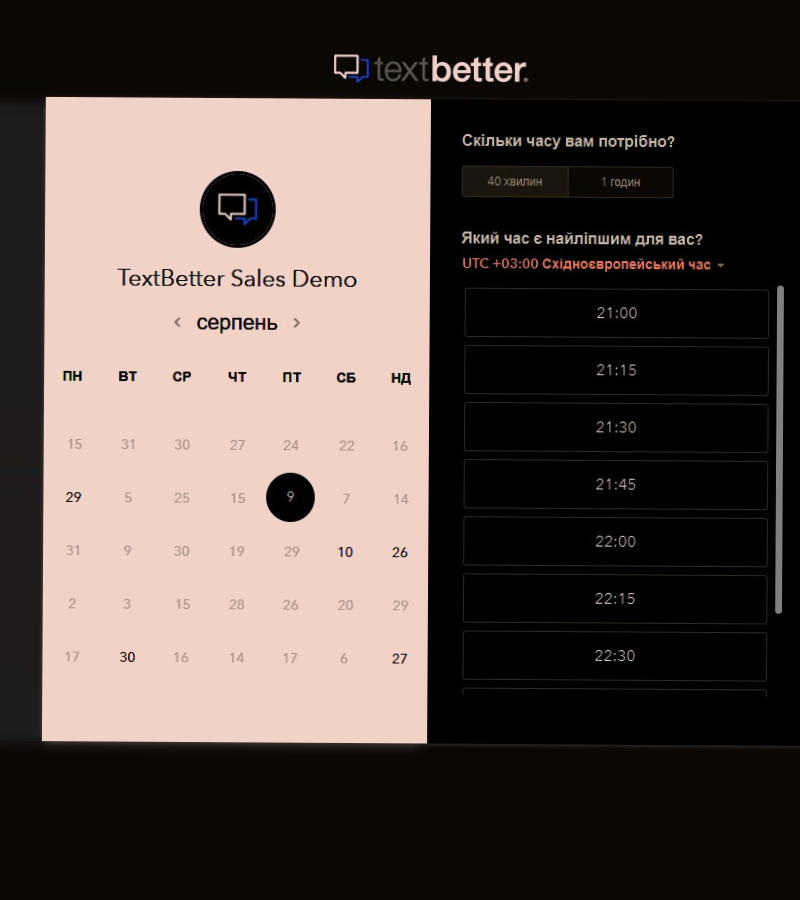 textbetter.
TextBetter Sales Demo
серпень
ПН ВТ СР ЧТ ПТ СБ НД
15 31 30 27 24 22 16
29 5 25 15 9 7 14
31 9 30 19 29 10 26
2 3 15 28 26 20 29
17 30 16 14 17 6 27
Скільки часу вам потрібно?
40 хвилин 1 годин
Який час є найліпшим для вас?
UTC +03:00 Східноєвропейський час
21:00
21:15
21:30
21:45
22:00
22:15
22:30